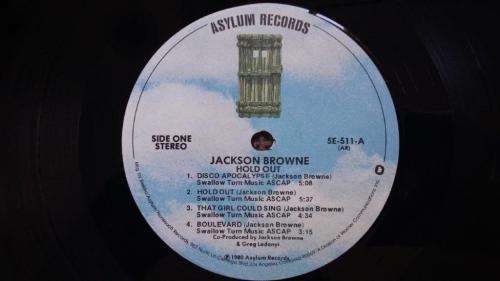 ASYLUM RECORDS
SIDE ONE
STEREO
5E-511-A
(AR)
JACKSON BROWNE
HOLD OUT
1. DISCO APOCALYPSE (Jackson Browne)
Swallow Turn Music ASCAP 5:08
2. HOLD OUT (Jackson Browne)
Swallow Turn Music ASCAP 5:37
3. THAT GIRL COULD SING (Jackson Browne)
Swallow Turn Music ASCAP 4:34
4. BOULEVARD (Jackson Browne)
Swallow Turn Music ASCAP 3:15
Co-Produced by Jackson Browne
& Greg Ladanyi
℗ 1980 Asylum Records